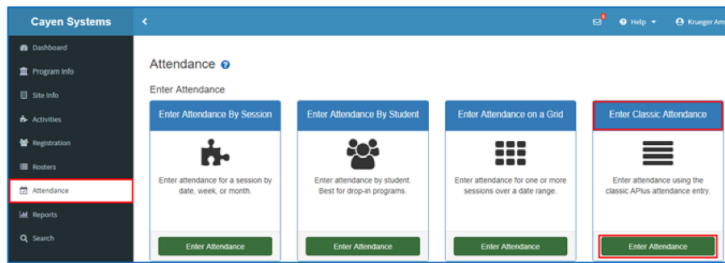 Cayen Systems
Help
Krueger Am
Dashboard
Program Info
Site Info
Activities
Registration
Rosters
Attendance
Reports
Search
Attendance
Enter Attendance
Enter Attendance By Session
Enter attendance for a session by
date, week, or month.
Enter Attendance
Enter Attendance By Student
Enter attendance by student.
Best for drop-in programs.
Enter Attendance
Enter Attendance on a Grid
Enter attendance for one or more
sessions over a date range.
Enter Attendance
Enter Classic Attendance
Enter attendance using the
classic APlus attendance entry.
Enter Attendance